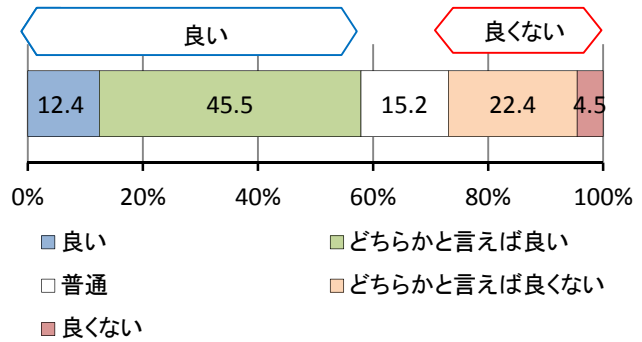 良い 良くない
12.4 45.5 15.2 22.4 4.5
0% 20% 40% 60% 80% 100%
良い どちらかと言えば良い
普通 どちらかと言えば良くない
良くない